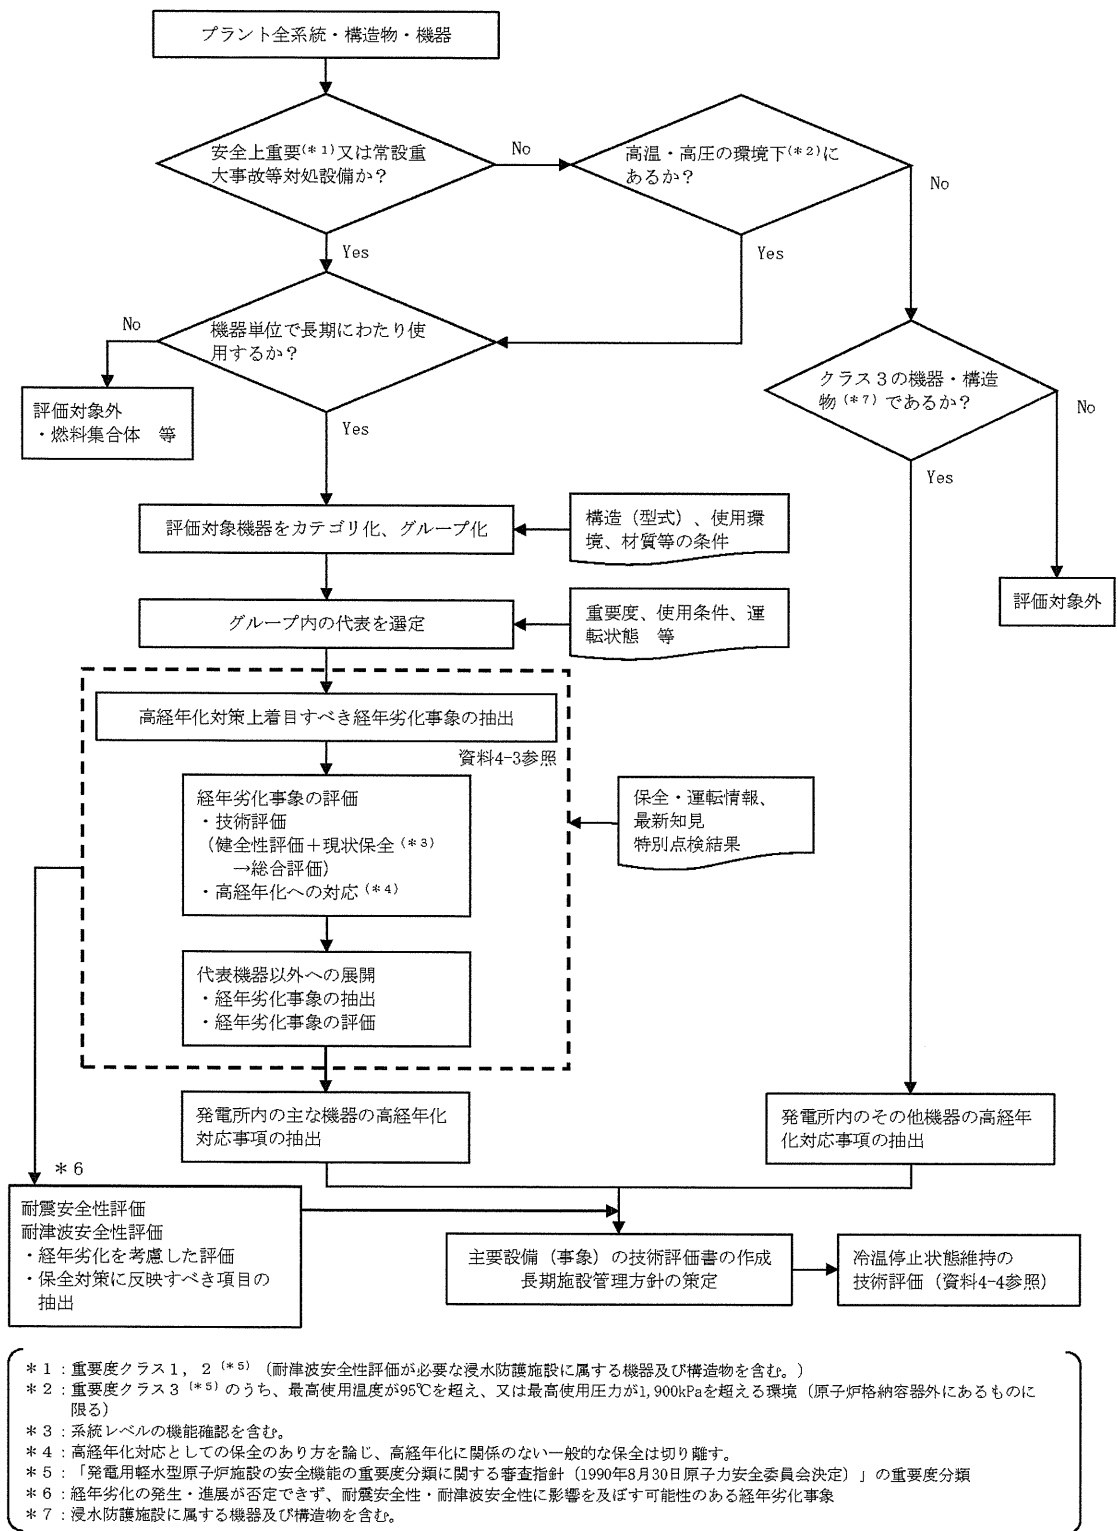 プラント全系統・構造物・機器
安全上重要(*1)又は常設重
大事故等対処設備か？
No
高温・高圧の環境下(*2)に
あるか？
No
Yes
Yes
機器単位で長期にわたり使
用するか？
No
クラス3の機器・構造
物(*7)であるか？
No
評価対象外
・燃料集合体　等
Yes
Yes
評価対象機器をカテゴリ化、グループ化
構造（型式）、使用環
境、材質等の条件
評価対象外
グループ内の代表を選定
重要度、使用条件、運
転状態　等
高経年化対策上着目すべき経年劣化事象の抽出
資料4-3参照
経年劣化事象の評価
・技術評価
（健全性評価＋現状保全(*3)
→総合評価）
・高経年化への対応(*4)
保全・運転情報、
最新知見
特別点検結果
代表機器以外への展開
・経年劣化事象の抽出
・経年劣化事象の評価
発電所内の主な機器の高経年化
対応事項の抽出
発電所内のその他機器の高経年
化対応事項の抽出
*6
耐震安全性評価
耐津波安全性評価
・経年劣化を考慮した評価
・保全対策に反映すべき項目の
抽出
主要設備（事象）の技術評価書の作成
長期施設管理方針の策定
冷温停止状態維持の
技術評価（資料4-4参照）
*1：重要度クラス1，2(*5)（耐津波安全性評価が必要な浸水防護施設に属する機器及び構造物を含む。）
*2：重要度クラス3(*5)のうち、最高使用温度が95℃を超え、又は最高使用圧力が1,900kPaを超える環境（原子炉格納容器外にあるものに
限る）
*3：系統レベルの機能確認を含む。
*4：高経年化対応としての保全のあり方を論じ、高経年化に関係のない一般的な保全は切り離す。
*5：「発電用軽水型原子炉施設の安全機能の重要度分類に関する審査指針（1990年8月30日原子力安全委員会決定）」の重要度分類
*6：経年劣化の発生・進展が否定できず、耐震安全性・耐津波安全性に影響を及ぼす可能性のある経年劣化事象
*7：浸水防護施設に属する機器及び構造物を含む。